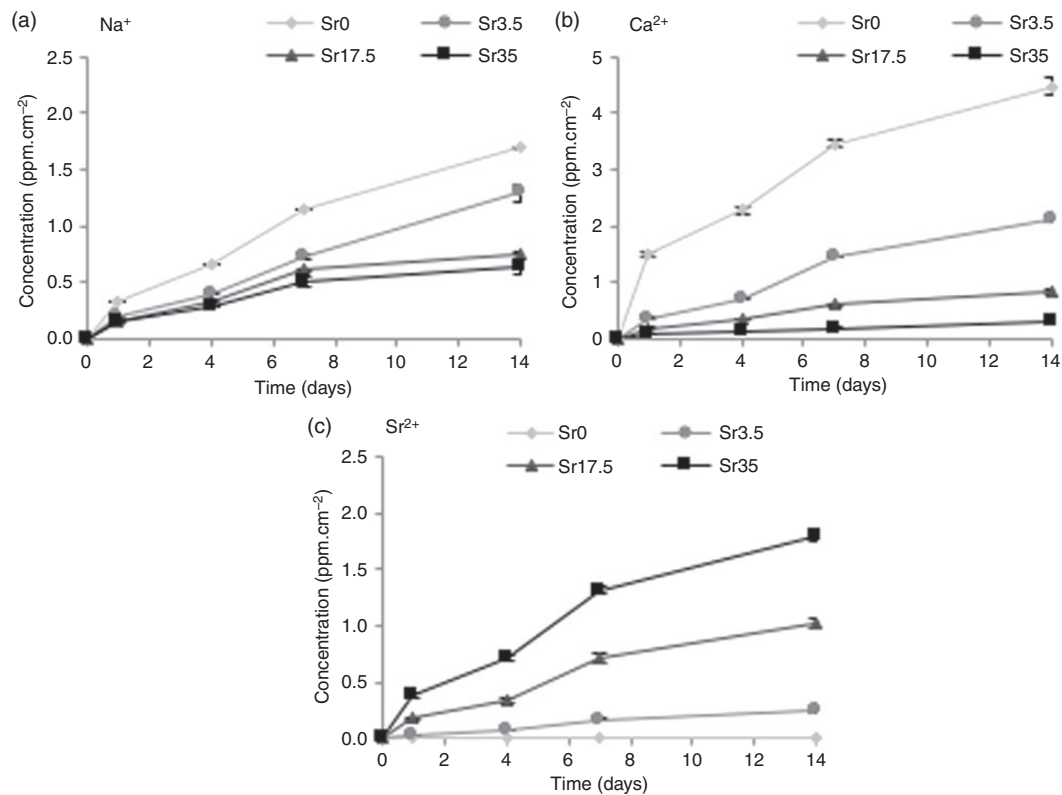 (a) Na⁺ Sr0 Sr3.5
Sr17.5 Sr35
2.5
2.0
1.5
1.0
0.5
0.0
Concentration (ppm.cm⁻²)
0 2 4 6 8 10 12 14
Time (days)
(b) Ca²⁺ Sr0 Sr3.5
Sr17.5 Sr35
5
4
3
2
1
0
Concentration (ppm.cm⁻²)
0 2 4 6 8 10 12 14
Time (days)
(c) Sr²⁺ Sr0 Sr3.5
Sr17.5 Sr35
2.5
2.0
1.5
1.0
0.5
0.0
Concentration (ppm.cm⁻²)
0 2 4 6 8 10 12 14
Time (days)